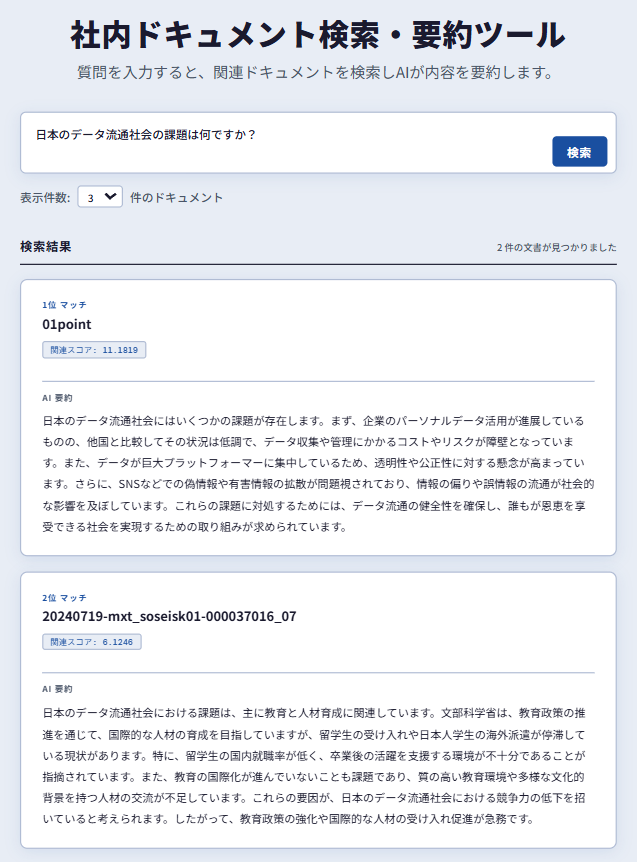 社内ドキュメント検索・要約ツール
質問を入力すると、関連ドキュメントを検索しAIが内容を要約します。
日本のデータ流通社会の課題は何ですか？
検索
表示件数: 3 件のドキュメント
検索結果 2 件の文書が見つかりました
1位 マッチ
01point
関連スコア: 11.1819
AI 要約
日本のデータ流通社会にはいくつかの課題が存在します。まず、企業のパーソナルデータ活用が進展している
ものの、他国と比較してその状況は低調で、データ収集や管理にかかるコストやリスクが障壁となっていま
す。また、データが巨大プラットフォーマーに集中しているため、透明性や公正性に対する懸念が高まってい
ます。さらに、SNSなどでの偽情報や有害情報の拡散が問題視されており、情報の偏りや誤情報の流通が社会的
な影響を及ぼしています。これらの課題に対処するためには、データ流通の健全性を確保し、誰もが恩恵を享
受できる社会を実現するための取り組みが求められています。
2位 マッチ
20240719-mxt_soseisk01-000037016_07
関連スコア: 6.1246
AI 要約
日本のデータ流通社会における課題は、主に教育と人材育成に関連しています。文部科学省は、教育政策の推
進を通じて、国際的な人材の育成を目指していますが、留学生の受け入れや日本人学生の海外派遣が停滞して
いる現状があります。特に、留学生の国内就職率が低く、卒業後の活躍を支援する環境が不十分であることが
指摘されています。また、教育の国際化が進んでいないことも課題であり、質の高い教育環境や多様な文化的
背景を持つ人材の交流が不足しています。これらの要因が、日本のデータ流通社会における競争力の低下を招
いていると考えられます。したがって、教育政策の強化や国際的な人材の受け入れ促進が急務です。